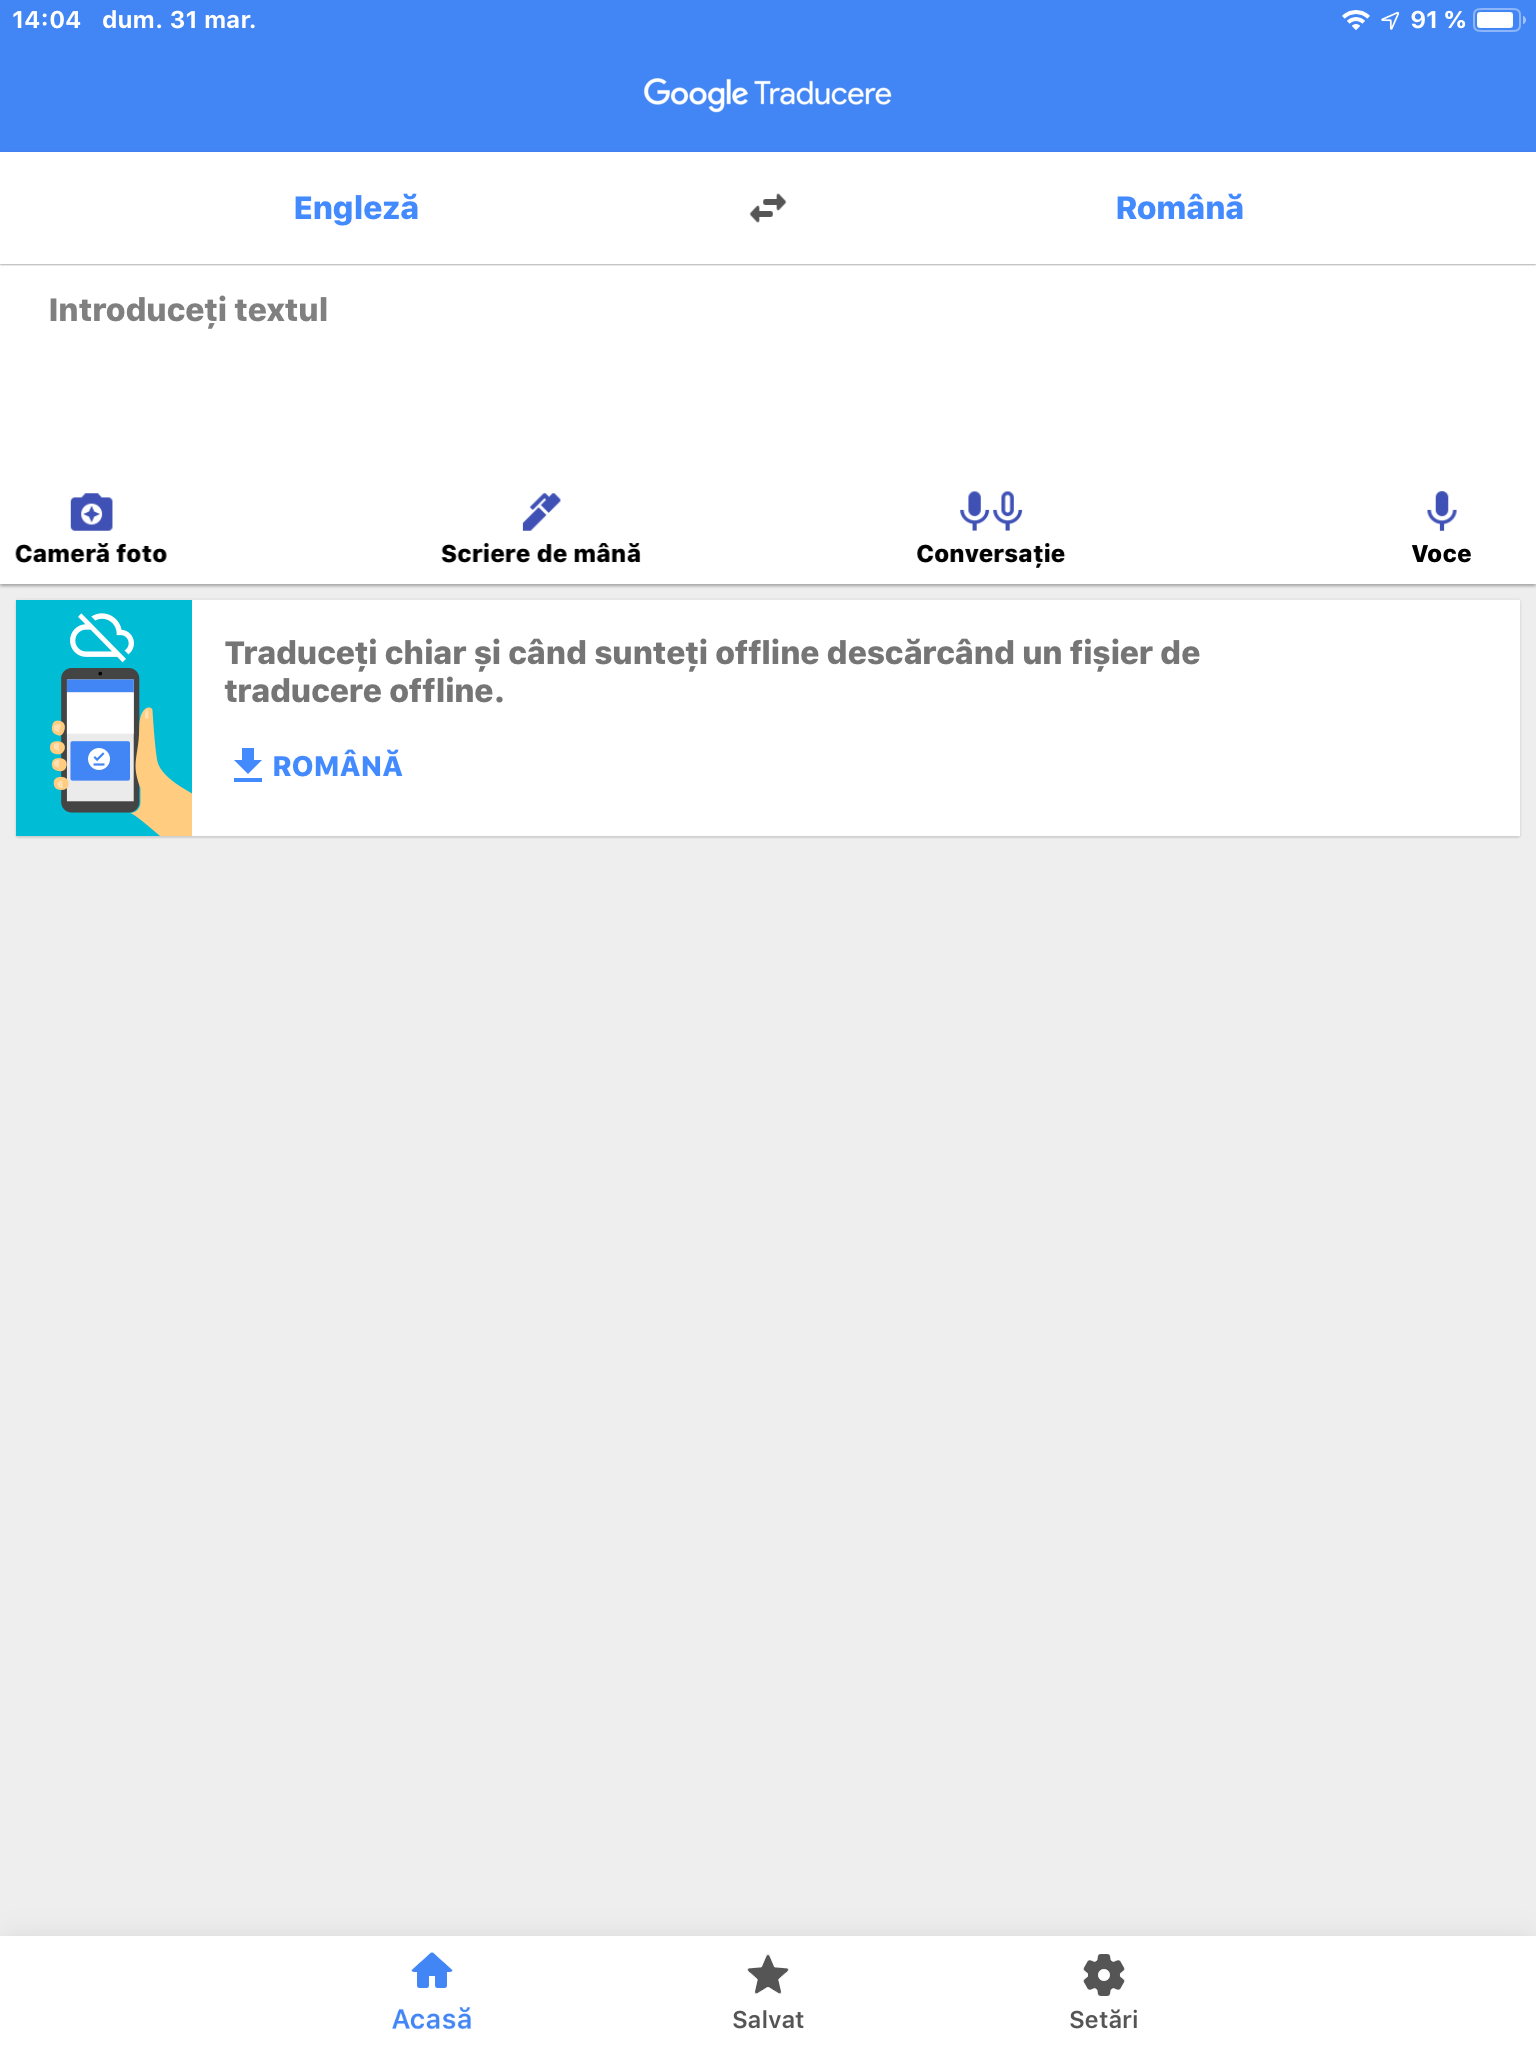 14:04 dum. 31 mar. 91 %
Google Traducere
Engleză Română
Introduceți textul
Cameră foto Scriere de mână Conversație Voce
Traduceți chiar și când sunteți offline descărcând un fișier de
traducere offline.
ROMÂNĂ
Acasă Salvat Setări